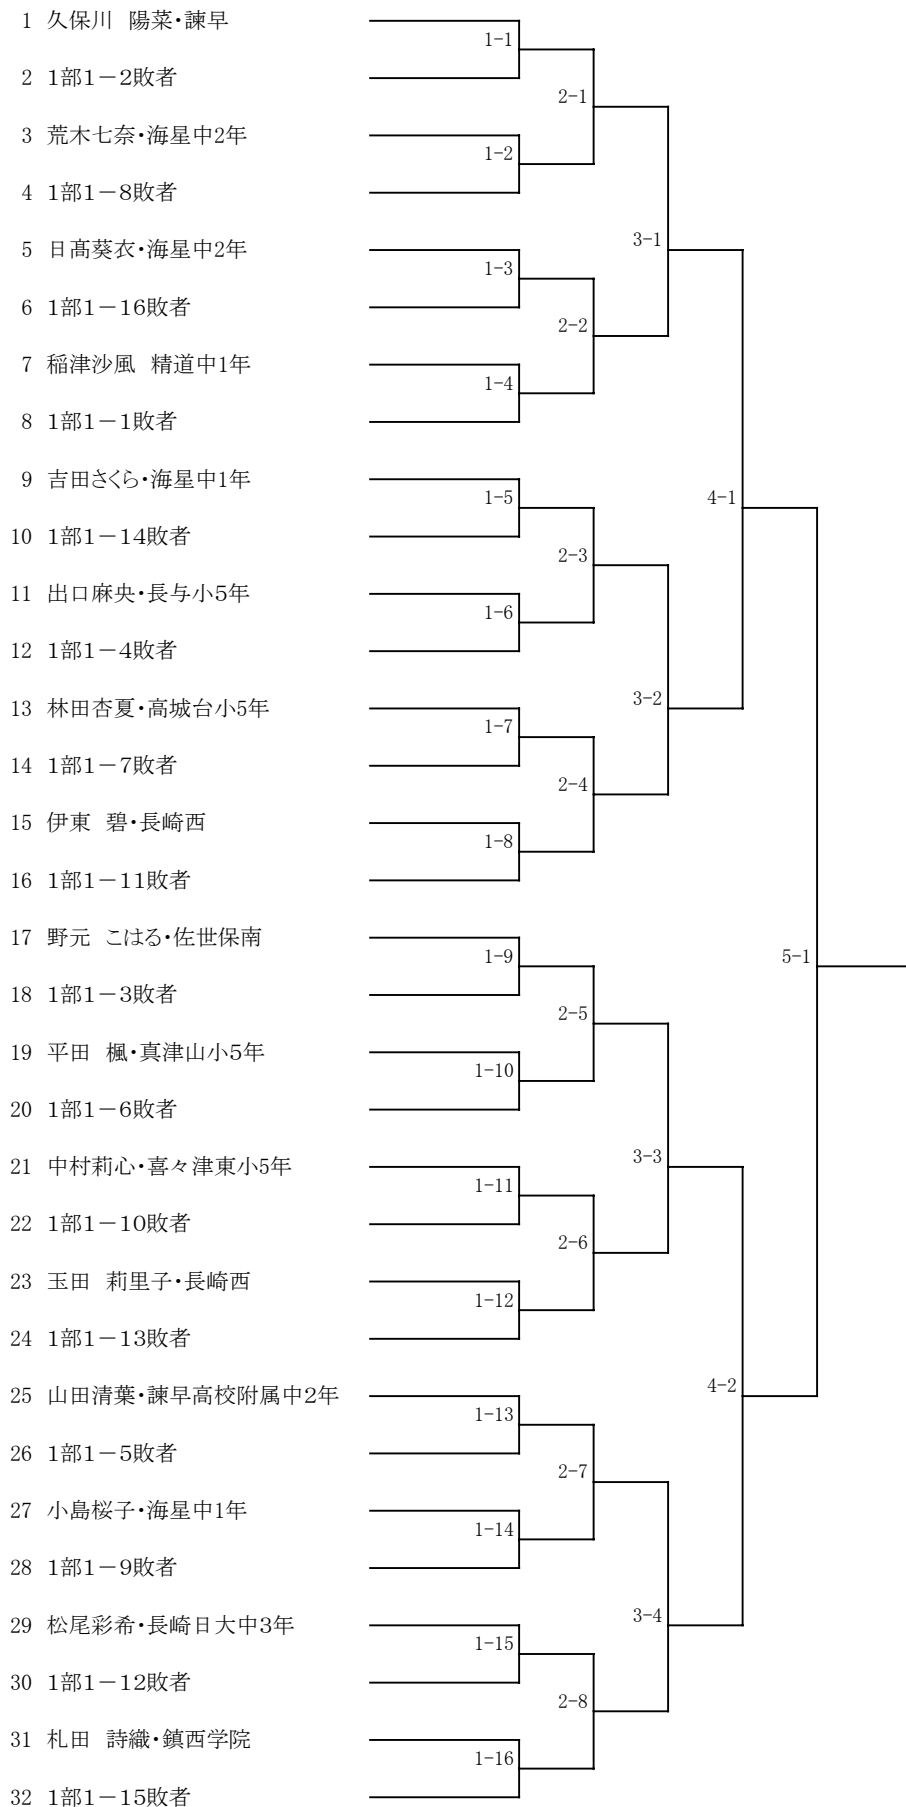 1 久保川　陽菜・諫早
1-1
2 1部1－2敗者
2-1
3 荒木七奈・海星中2年
1-2
4 1部1－8敗者
3-1
5 日髙葵衣・海星中2年
1-3
6 1部1－16敗者
2-2
7 稲津沙風　精道中1年
1-4
8 1部1－1敗者
9 吉田さくら・海星中1年
1-5
4-1
10 1部1－14敗者
2-3
11 出口麻央・長与小5年
1-6
12 1部1－4敗者
3-2
13 林田杏夏・高城台小5年
1-7
14 1部1－7敗者
2-4
15 伊東　碧・長崎西
1-8
16 1部1－11敗者
17 野元　こはる・佐世保南
1-9
5-1
18 1部1－3敗者
2-5
19 平田　楓・真津山小5年
1-10
20 1部1－6敗者
3-3
21 中村莉心・喜々津東小5年
1-11
22 1部1－10敗者
2-6
23 玉田　莉里子・長崎西
1-12
24 1部1－13敗者
4-2
25 山田清葉・諫早高校附属中2年
1-13
26 1部1－5敗者
2-7
27 小島桜子・海星中1年
1-14
28 1部1－9敗者
3-4
29 松尾彩希・長崎日大中3年
1-15
30 1部1－12敗者
2-8
31 札田　詩織・鎮西学院
1-16
32 1部1－15敗者